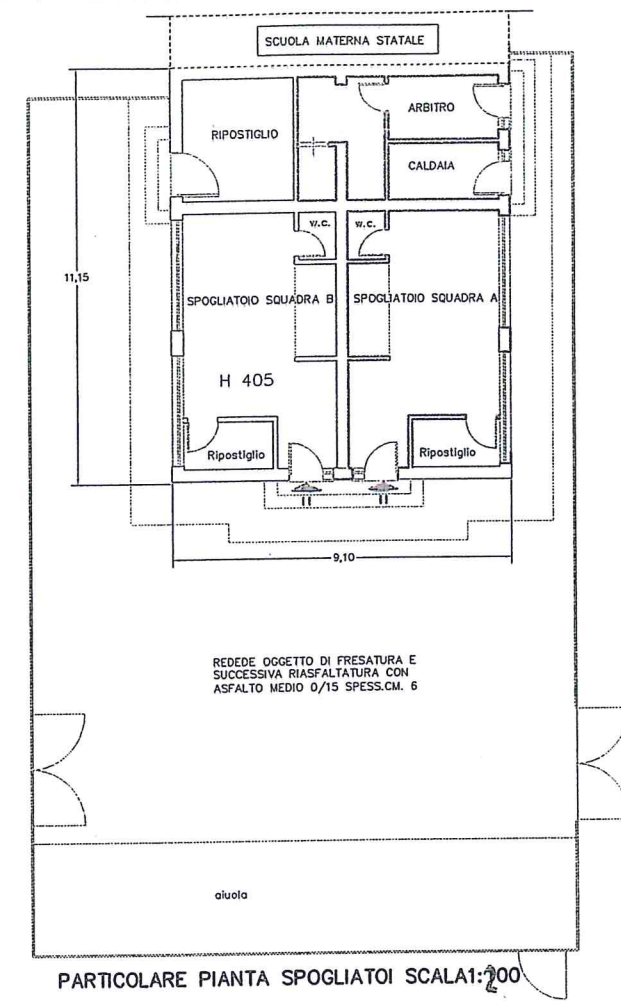 SCUOLA MATERNA STATALE
RIPOSTIGLIO
ARBITRO
CALDAIA
W.C.
W.C.
11,15
SPOGLIATOIO SQUADRA B
SPOGLIATOIO SQUADRA A
H 405
Ripostiglio
Ripostiglio
9,10
REDEDE OGGETTO DI FRESATURA E
SUCCESSIVA RIASFALTATURA CON
ASFALTO MEDIO 0/15 SPESS.CM. 6
aiuola
PARTICOLARE PIANTA SPOGLIATOI SCALA1:200